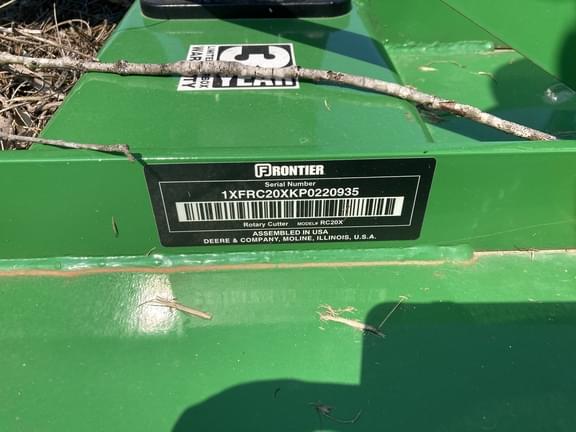 3
YEAR
FRONTIER
Serial Number
1XFRC20XKP0220935
Rotary Cutter MODEL# RC20X
ASSEMBLED IN USA
DEERE & COMPANY, MOLINE, ILLINOIS, U.S.A.